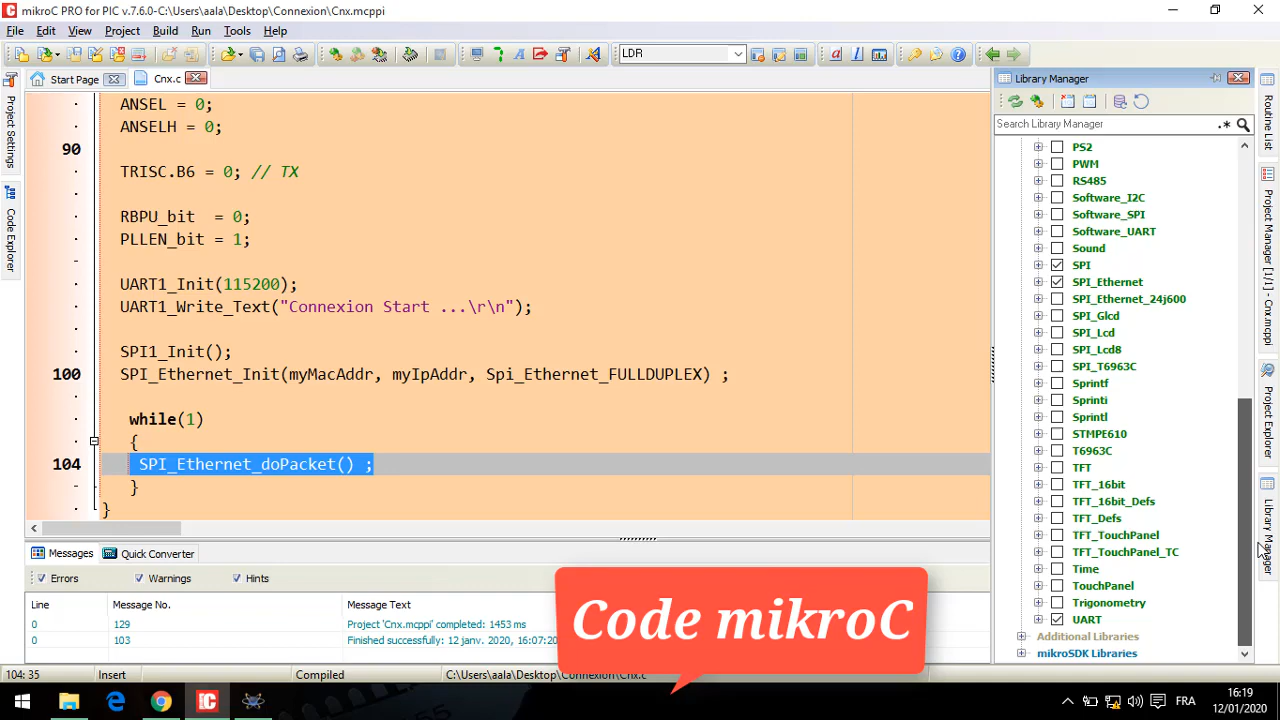 mikroC PRO for PIC v.7.6.0-C:\Users\aala\Desktop\Connexion\Cnx.mcppi
File Edit View Project Build Run Tools Help
LDR
Start Page
Cnx.c
ANSEL = 0;
ANSELH = 0;
90
TRISC.B6 = 0; // TX
RBPU_bit = 0;
PLLEN_bit = 1;
UART1_Init(115200);
UART1_Write_Text("Connexion Start ...\r\n");
SPI1_Init();
100 SPI_Ethernet_Init(myMacAddr, myIpAddr, Spi_Ethernet_FULLDUPLEX) ;
while(1)
{
104 SPI_Ethernet_doPacket() ;
}
}
Project Settings
Code Explorer
Library Manager
Search Library Manager
PS2
PWM
RS485
Software_I2C
Software_SPI
Software_UART
Sound
SPI
SPI_Ethernet
SPI_Ethernet_24j600
SPI_Glcd
SPI_Lcd
SPI_Lcd8
SPI_T6963C
Sprintf
Sprinti
Sprintl
STMPE610
T6963C
TFT
TFT_16bit
TFT_16bit_Defs
TFT_Defs
TFT_TouchPanel
TFT_TouchPanel_TC
Time
TouchPanel
Trigonometry
UART
Additional Libraries
mikroSDK Libraries
Routine List
Project Manager [1/1] - Cnx.mcppi
Project Explorer
Library Manager
Messages
Quick Converter
Errors
Warnings
Hints
Line Message No. Message Text
0 129 Project 'Cnx.mcppi' completed: 1453 ms
0 103 Finished successfully: 12 janv. 2020, 16:07:20
Code mikroC
104: 35 Insert Compiled C:\Users\aala\Desktop\Connexion\Cnx.c
FRA
16:19
12/01/2020